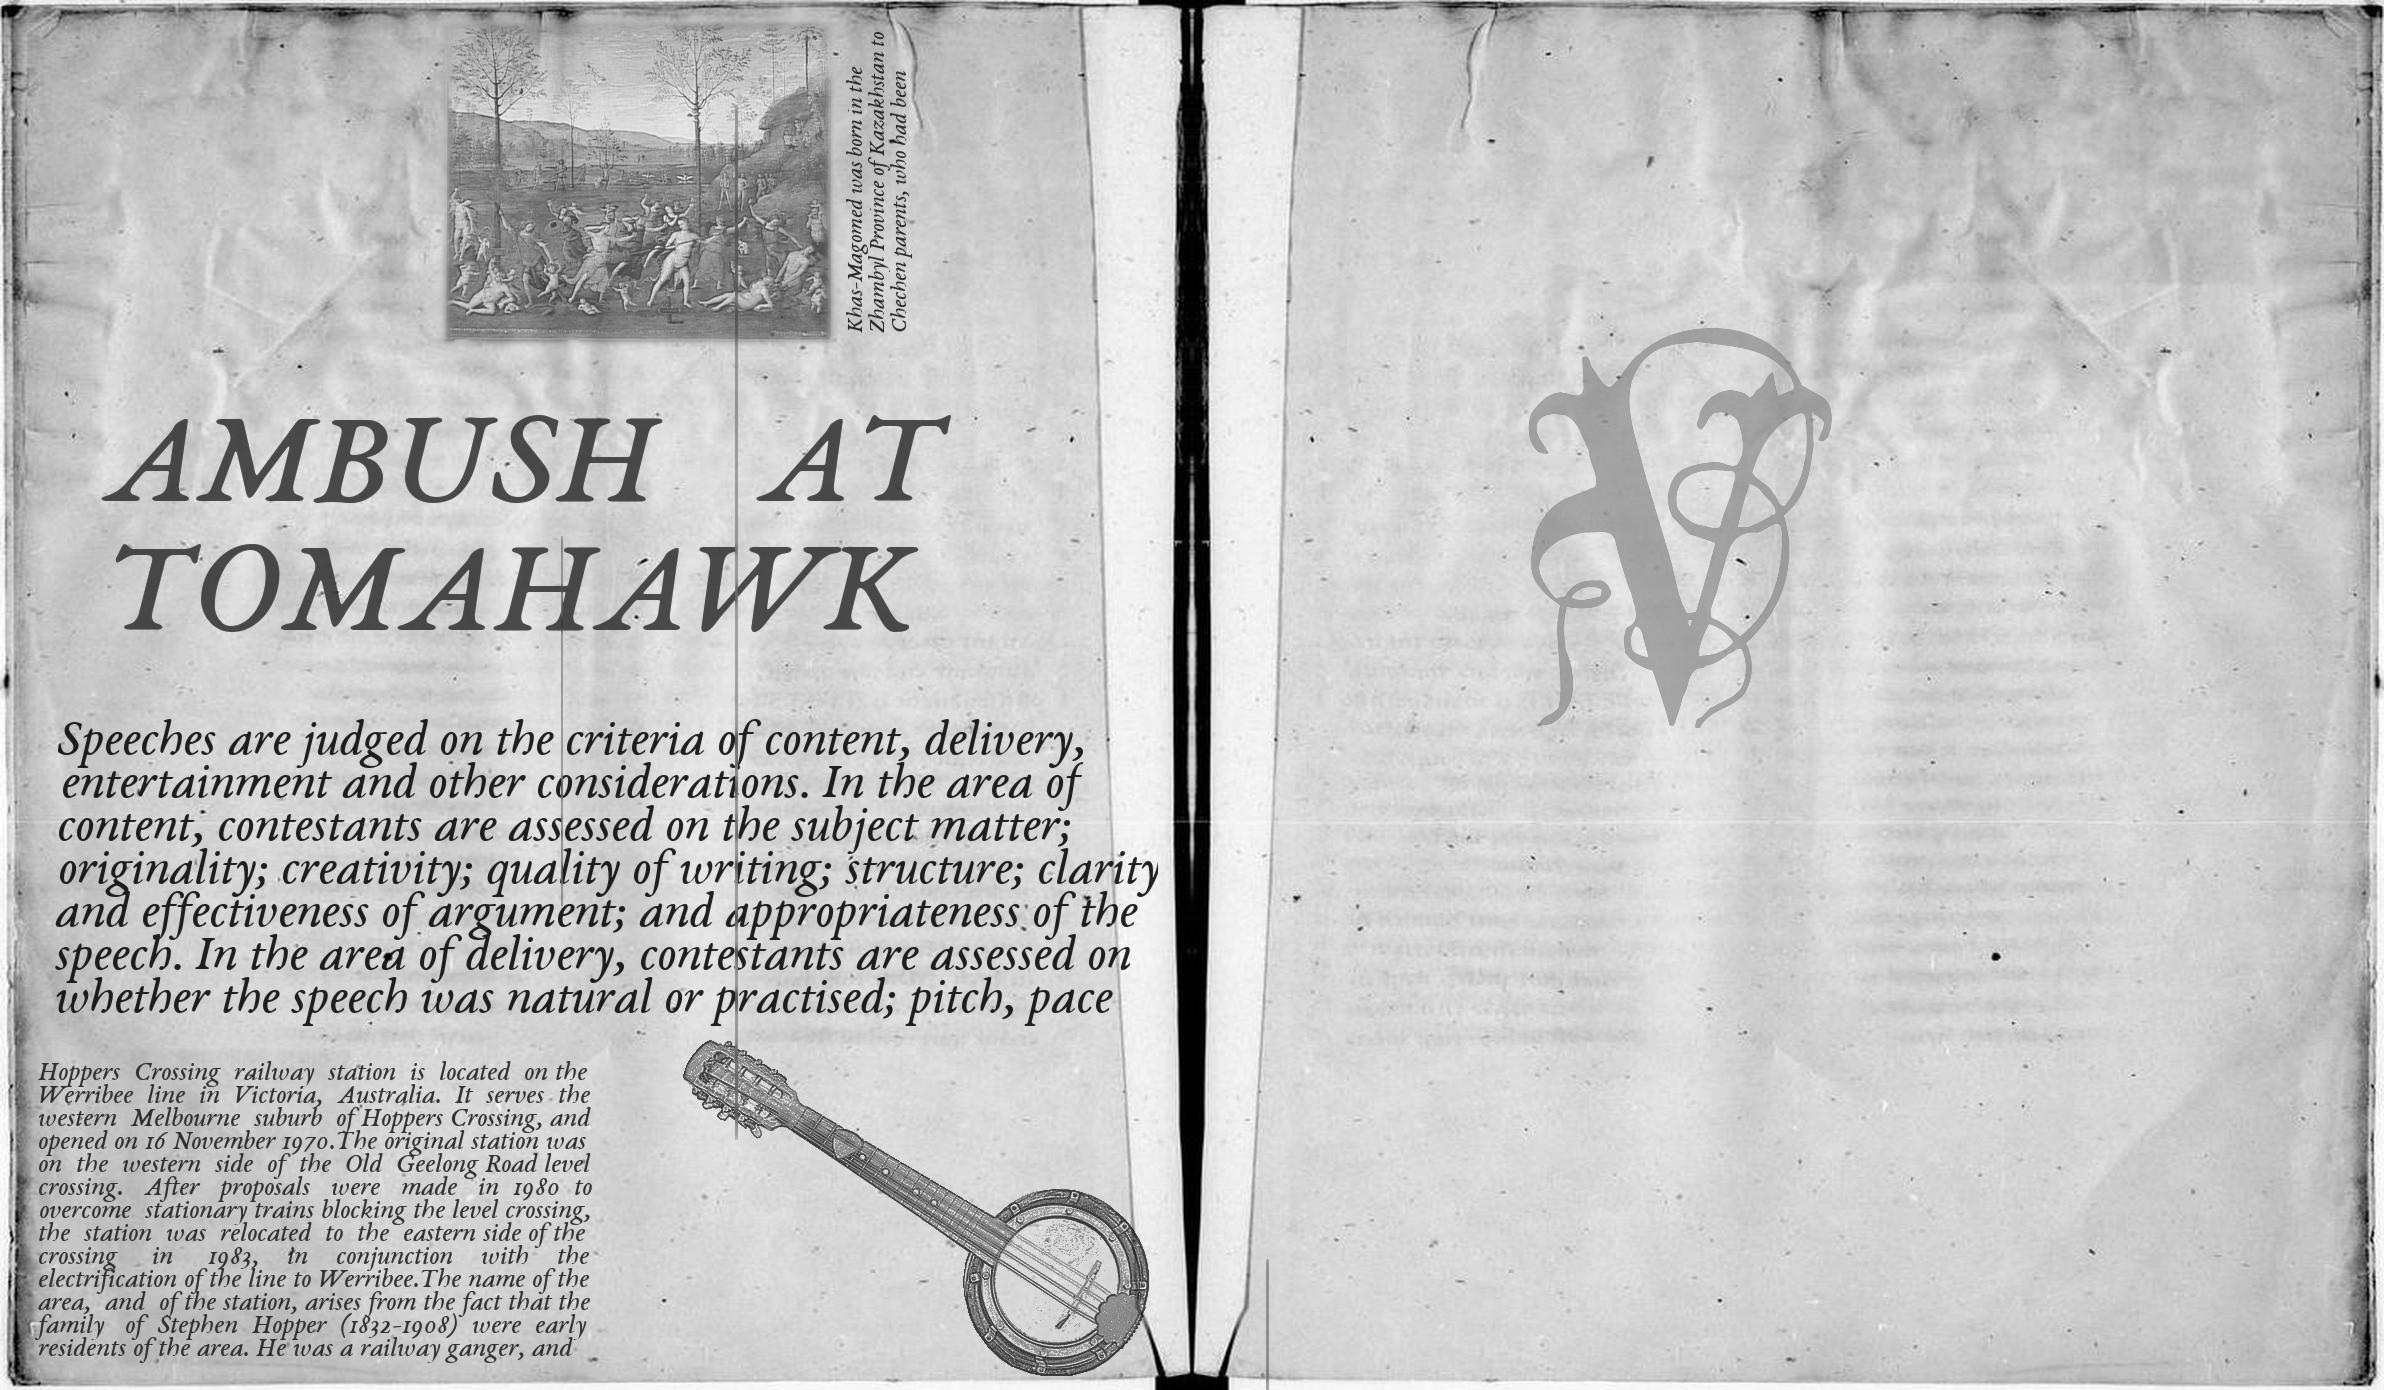 Khas-Magomed was born in the
Zhambyl Province of Kazakhstan to
Chechen parents, who had been
AMBUSH AT
TOMAHAWK
Speeches are judged on the criteria of content, delivery,
entertainment and other considerations. In the area of
content, contestants are assessed on the subject matter;
originality; creativity; quality of writing; structure; clarity
and effectiveness of argument; and appropriateness of the
speech. In the area of delivery, contestants are assessed on
whether the speech was natural or practised; pitch, pace
Hoppers Crossing railway station is located on the
Werribee line in Victoria, Australia. It serves the
western Melbourne suburb of Hoppers Crossing, and
opened on 16 November 1970.The original station was
on the western side of the Old Geelong Road level
crossing. After proposals were made in 1980 to
overcome stationary trains blocking the level crossing,
the station was relocated to the eastern side of the
crossing in 1983, in conjunction with the
electrification of the line to Werribee.The name of the
area, and of the station, arises from the fact that the
family of Stephen Hopper (1832-1908) were early
residents of the area. He was a railway ganger, and
V